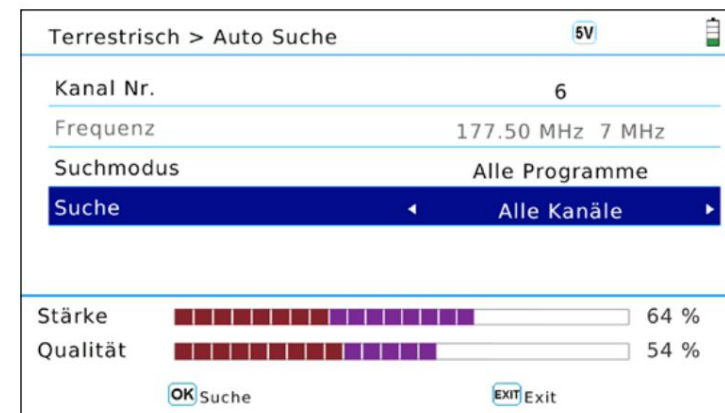 Terrestrisch > Auto Suche 5V
Kanal Nr. 6
Frequenz 177.50 MHz 7 MHz
Suchmodus Alle Programme
Suche Alle Kanäle
Stärke 64 %
Qualität 54 %
OK Suche EXIT Exit